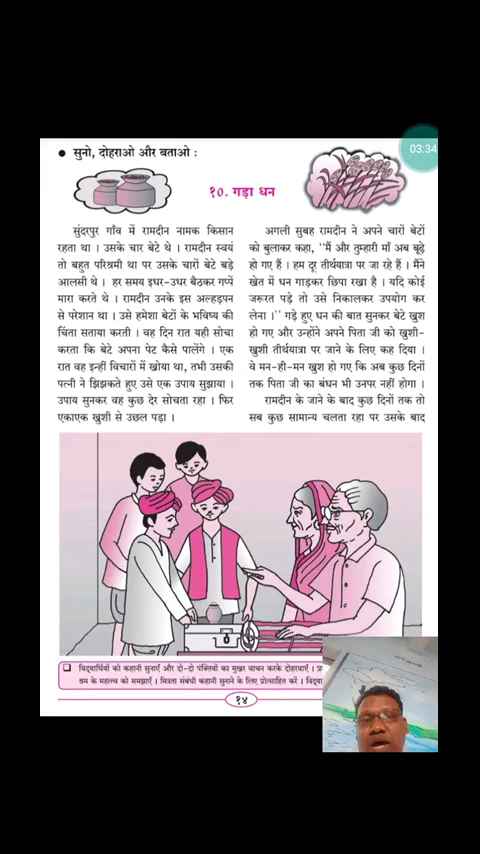 03:34
● सुनो, दोहराओ और बताओ :
१०. गड़ा धन
सुंदरपुर गाँव में रामदीन नामक किसान
रहता था । उसके चार बेटे थे । रामदीन स्वयं
तो बहुत परिश्रमी था पर उसके चारों बेटे बड़े
आलसी थे । हर समय इधर-उधर बैठकर गप्पें
मारा करते थे । रामदीन उनके इस अल्हड़पन
से परेशान था । उसे हमेशा बेटों के भविष्य की
चिंता सताया करती । वह दिन रात यही सोचा
करता कि बेटे अपना पेट कैसे पालेंगे । एक
रात वह इन्हीं विचारों में खोया था, तभी उसकी
पत्नी ने झिझकते हुए उसे एक उपाय सुझाया ।
उपाय सुनकर वह कुछ देर सोचता रहा । फिर
एकाएक खुशी से उछल पड़ा ।
अगली सुबह रामदीन ने अपने चारों बेटों
को बुलाकर कहा, ''मैं और तुम्हारी माँ अब बूढ़े
हो गए हैं । हम दूर तीर्थयात्रा पर जा रहे हैं । मैंने
खेत में धन गाड़कर छिपा रखा है । यदि कोई
जरूरत पड़े तो उसे निकालकर उपयोग कर
लेना ।'' गड़े हुए धन की बात सुनकर बेटे खुश
हो गए और उन्होंने अपने पिता जी को खुशी-
खुशी तीर्थयात्रा पर जाने के लिए कह दिया ।
वे मन-ही-मन खुश हो गए कि अब कुछ दिनों
तक पिता जी का बंधन भी उनपर नहीं होगा ।
रामदीन के जाने के बाद कुछ दिनों तक तो
सब कुछ सामान्य चलता रहा पर उसके बाद
❑ विद्यार्थियों को कहानी सुनाएँ और दो-दो पंक्तियों का मुखर वाचन करके दोहरवाएँ ।
श्रम के महत्त्व को समझाएँ । मित्रता संबंधी कहानी सुनाने के लिए प्रोत्साहित करें ।
१४